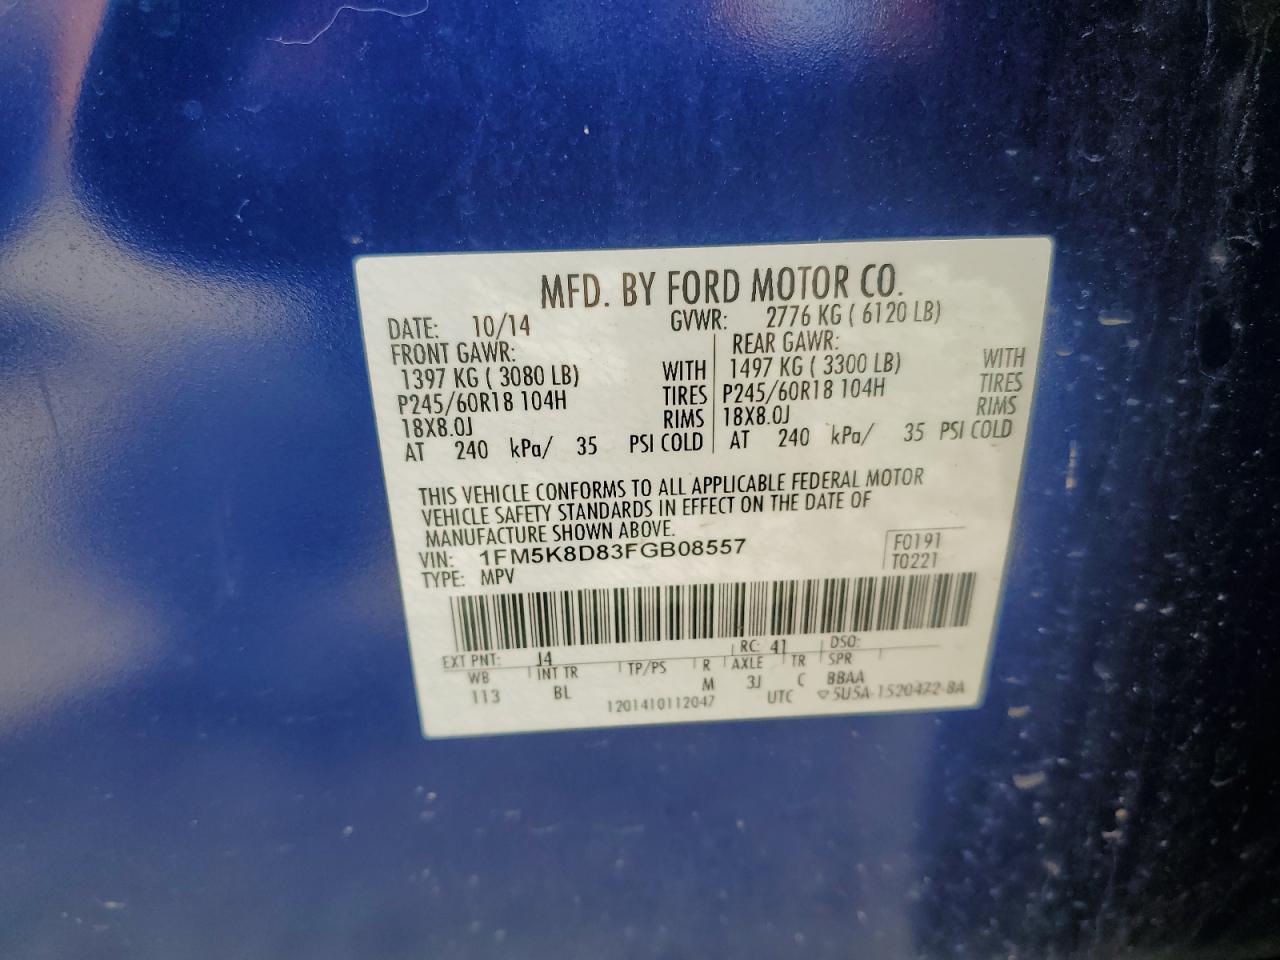 MFD. BY FORD MOTOR CO.
DATE: 10/14 GVWR: 2776 KG ( 6120 LB)
FRONT GAWR: REAR GAWR:
1397 KG ( 3080 LB) WITH 1497 KG ( 3300 LB) WITH
P245/60R18 104H TIRES P245/60R18 104H TIRES
18X8.0J RIMS 18X8.0J RIMS
AT 240 kPa/ 35 PSI COLD AT 240 kPa/ 35 PSI COLD
THIS VEHICLE CONFORMS TO ALL APPLICABLE FEDERAL MOTOR
VEHICLE SAFETY STANDARDS IN EFFECT ON THE DATE OF
MANUFACTURE SHOWN ABOVE.
VIN: 1FM5K8D83FGB08557 F0191
TYPE: MPV T0221
EXT PNT: J4 RC: 41 DSO:
WB INT TR TP/PS R AXLE TR SPR
113 BL M 3J C BBAA
1201410112047 UTC ▽5U5A-1520472-BA